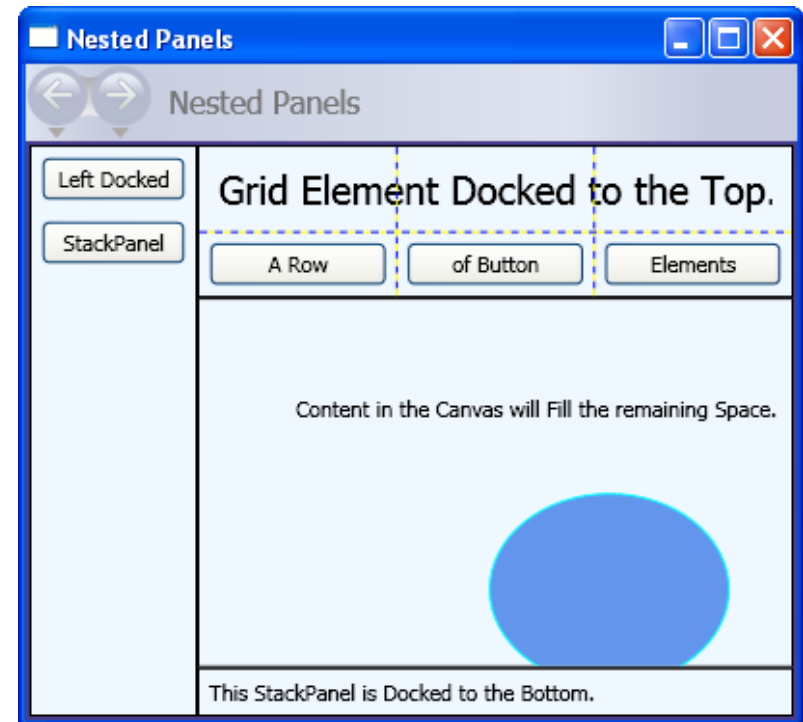 Nested Panels
Nested Panels
Left Docked
StackPanel
Grid Element Docked to the Top.
A Row
of Button
Elements
Content in the Canvas will Fill the remaining Space.
This StackPanel is Docked to the Bottom.